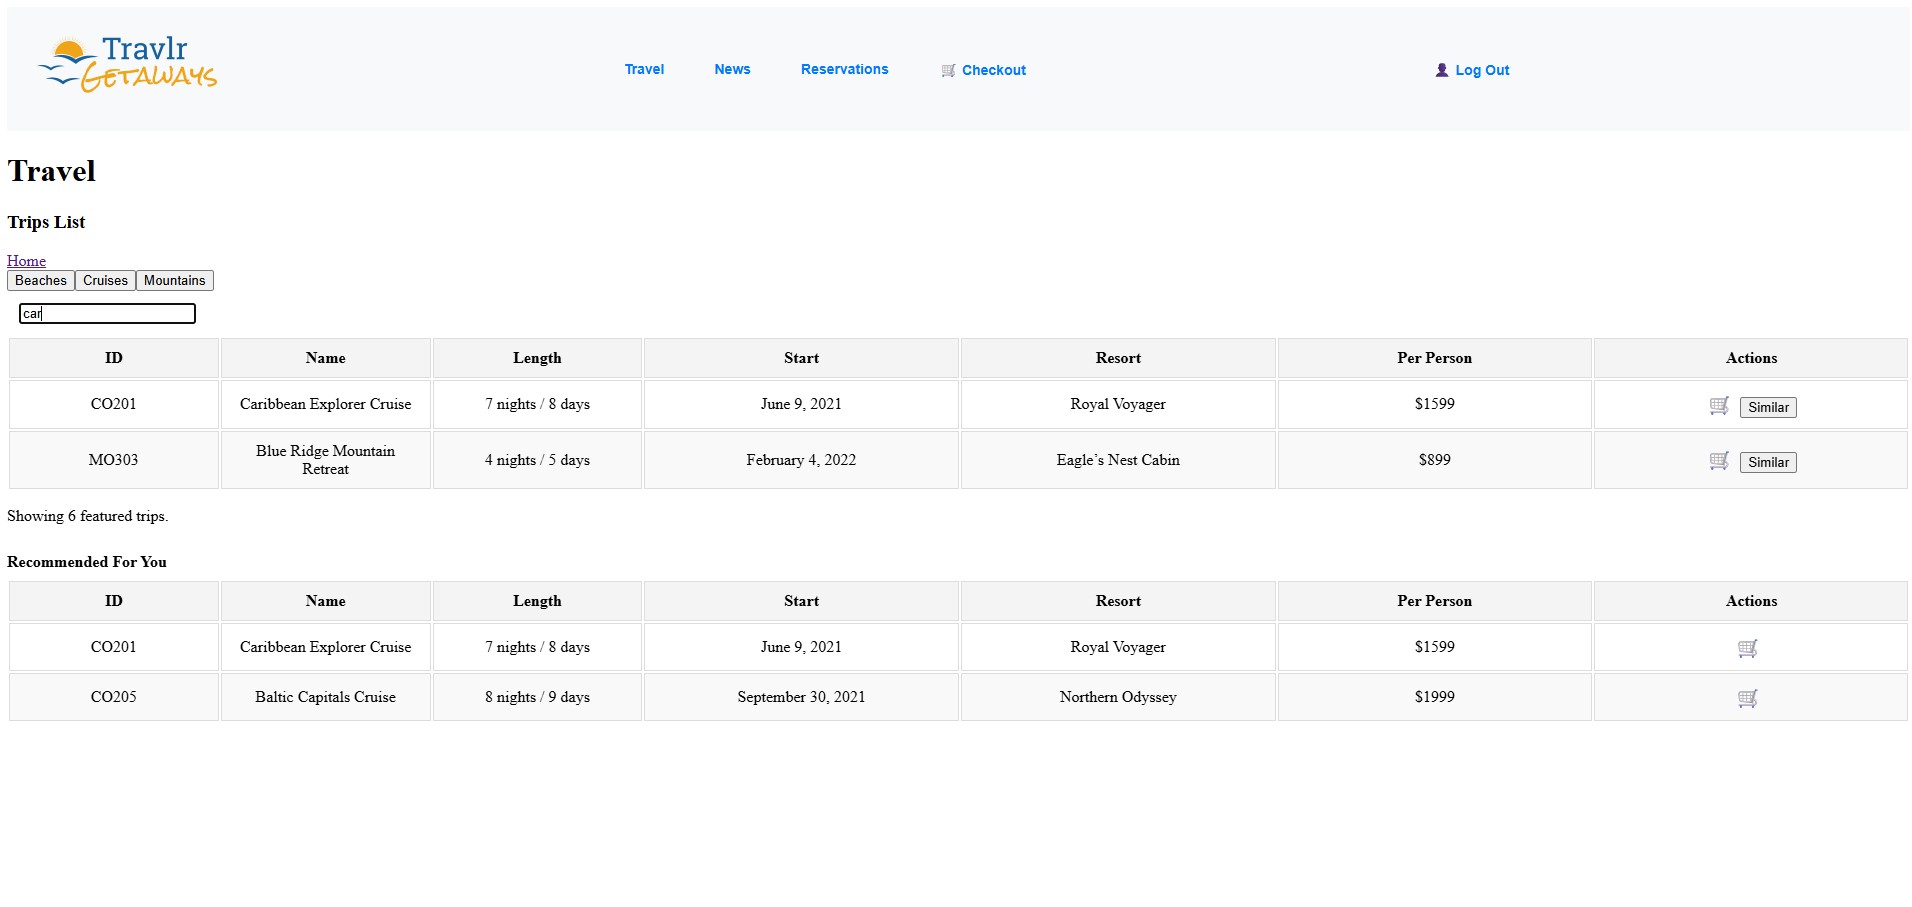 Travlr
Getaways
Travel News Reservations Checkout Log Out
Travel
Trips List
Home
Beaches Cruises Mountains
car
ID Name Length Start Resort Per Person Actions
CO201 Caribbean Explorer Cruise 7 nights / 8 days June 9, 2021 Royal Voyager $1599 Similar
MO303 Blue Ridge Mountain Retreat 4 nights / 5 days February 4, 2022 Eagle’s Nest Cabin $899 Similar
Showing 6 featured trips.
Recommended For You
ID Name Length Start Resort Per Person Actions
CO201 Caribbean Explorer Cruise 7 nights / 8 days June 9, 2021 Royal Voyager $1599
CO205 Baltic Capitals Cruise 8 nights / 9 days September 30, 2021 Northern Odyssey $1999